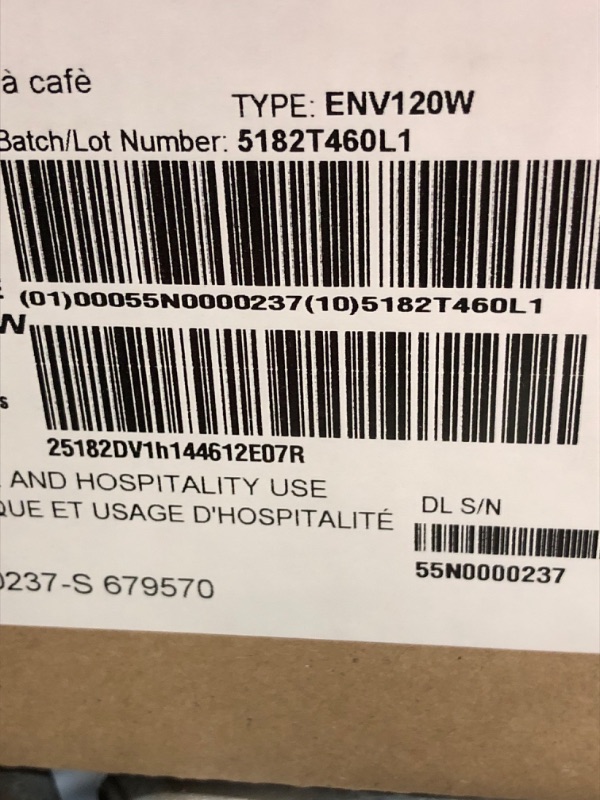 à cafè
TYPE: ENV120W
Batch/Lot Number: 5182T460L1
(01)00055N0000237(10)5182T460L1
N
s
25182DV1h144612E07R
AND HOSPITALITY USE
QUE ET USAGE D'HOSPITALITÉ
DL S/N
55N0000237
0237-S 679570